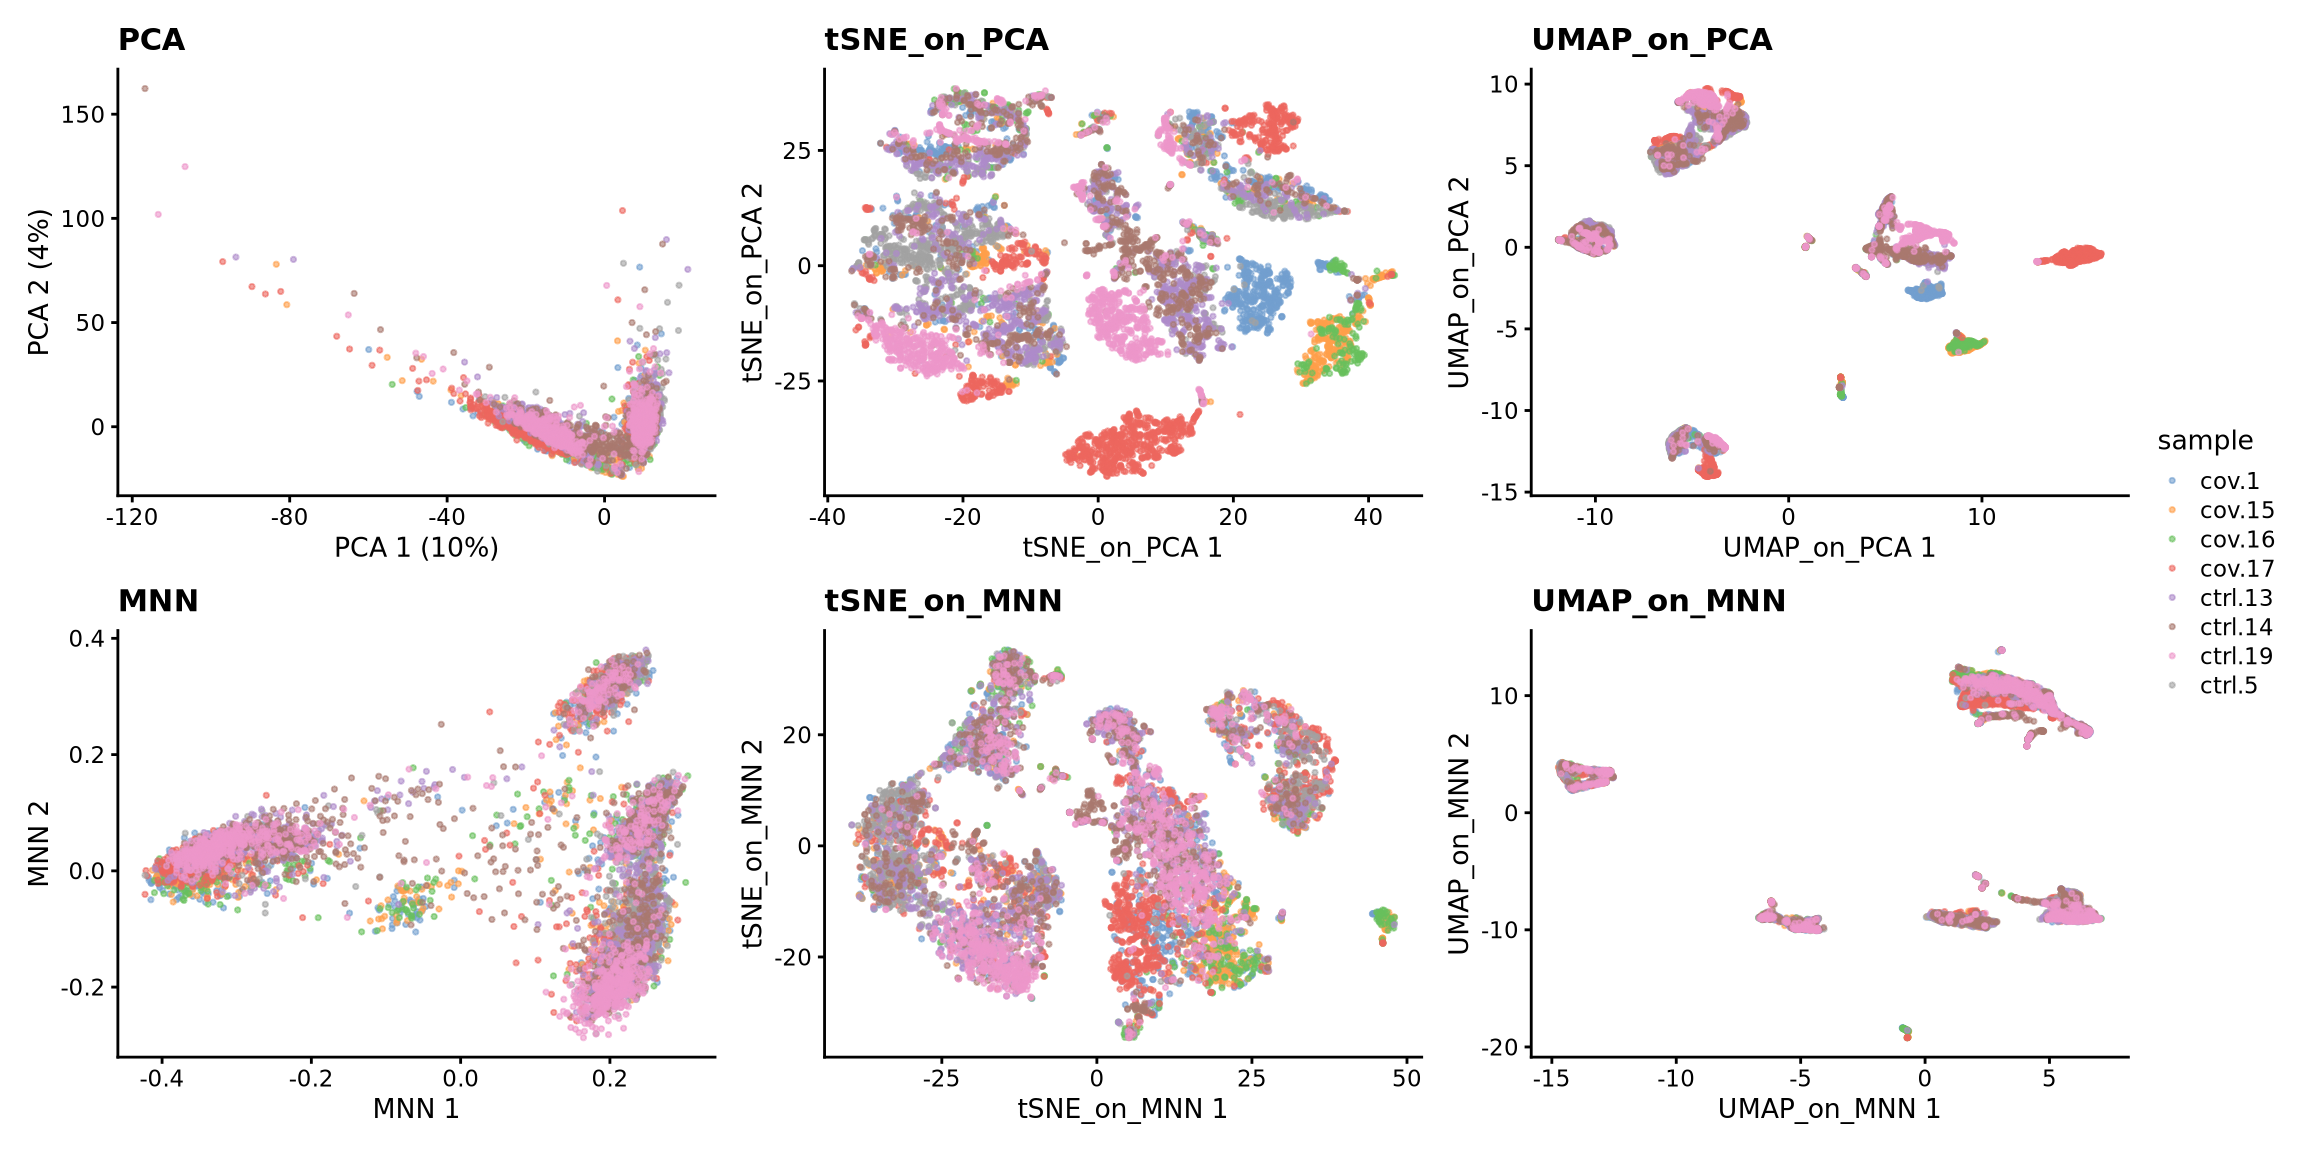 PCA
150
100
50
0
-120
-80
-40
0
PCA 1 (10%)
PCA 2 (4%)
tSNE_on_PCA
25
0
-25
-40
-20
0
20
40
tSNE_on_PCA 1
tSNE_on_PCA 2
UMAP_on_PCA
10
5
0
-5
-10
-15
-10
0
10
UMAP_on_PCA 1
UMAP_on_PCA 2
MNN
0.4
0.2
0.0
-0.2
-0.4
-0.2
0.0
0.2
MNN 1
MNN 2
tSNE_on_MNN
20
0
-20
-25
0
25
50
tSNE_on_MNN 1
tSNE_on_MNN 2
UMAP_on_MNN
10
0
-10
-20
-15
-10
-5
0
5
UMAP_on_MNN 1
UMAP_on_MNN 2
sample
cov.1
cov.15
cov.16
cov.17
ctrl.13
ctrl.14
ctrl.19
ctrl.5